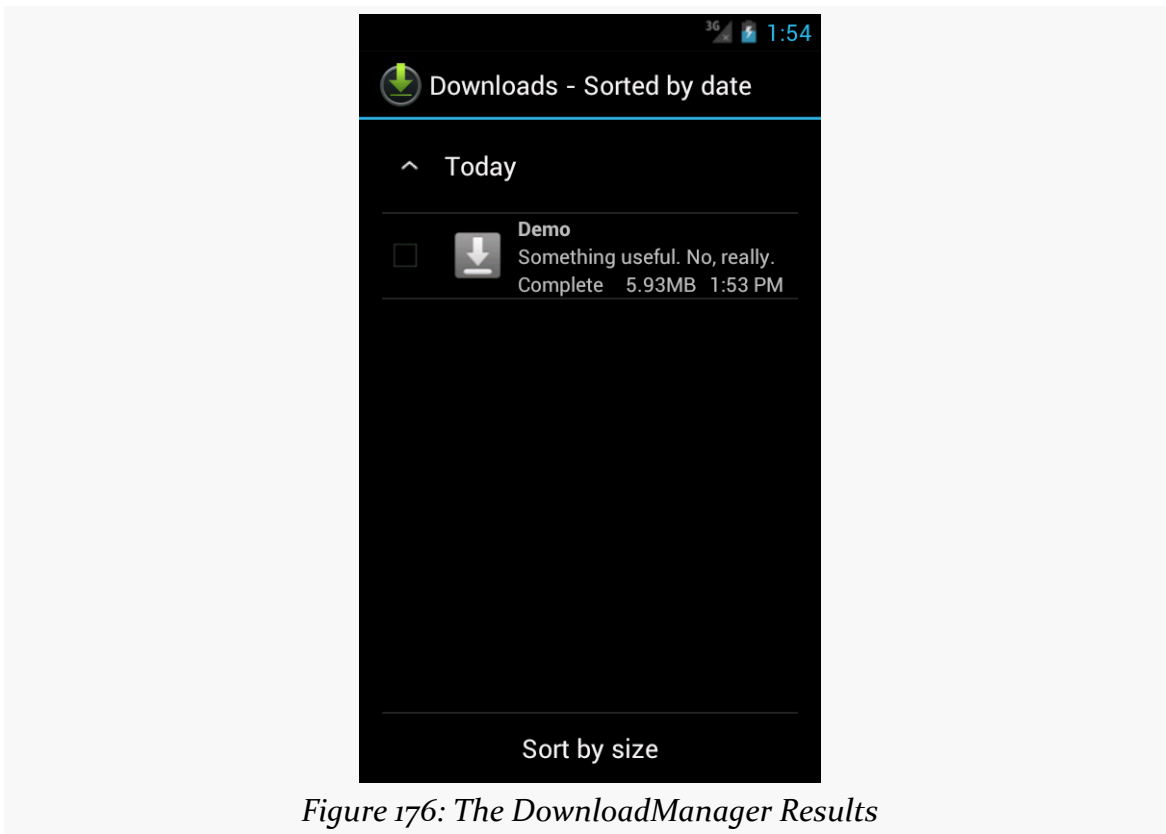 3G 1:54
Downloads - Sorted by date
Today
Demo
Something useful. No, really.
Complete 5.93MB 1:53 PM
Sort by size
Figure 176: The DownloadManager Results